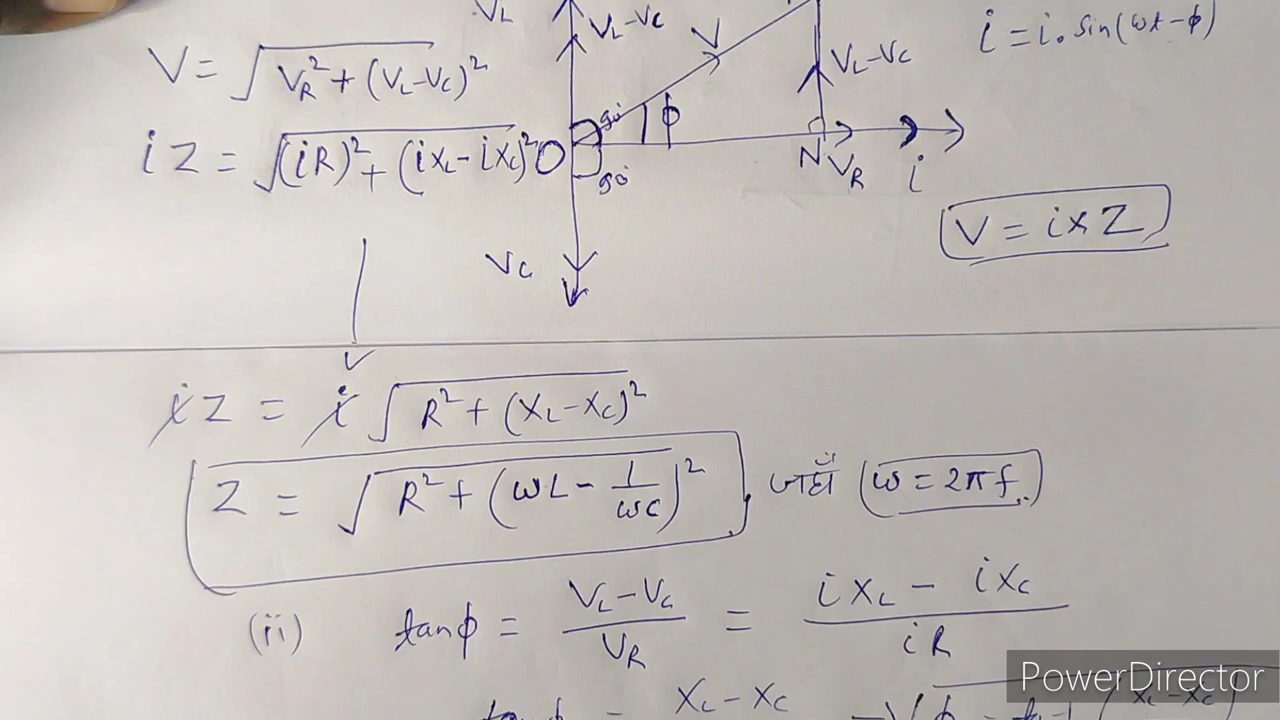 V_L
V_L-V_C
V
i = i₀ sin(ωt-φ)
V = √(V_R² + (V_L-V_C)²)
V_L-V_C
90°
φ
iZ = √((iR)² + (iX_L - iX_C)²)
O
90°
N
V_R
i
V = i×Z
V_C
iZ = i√(R² + (X_L-X_C)²)
Z = √(R² + (ωL - 1/ωC)²), जहाँ (ω = 2πf)
(ii) tanφ = (V_L-V_C)/V_R = (iX_L - iX_C)/iR
PowerDirector
X_L-X_C